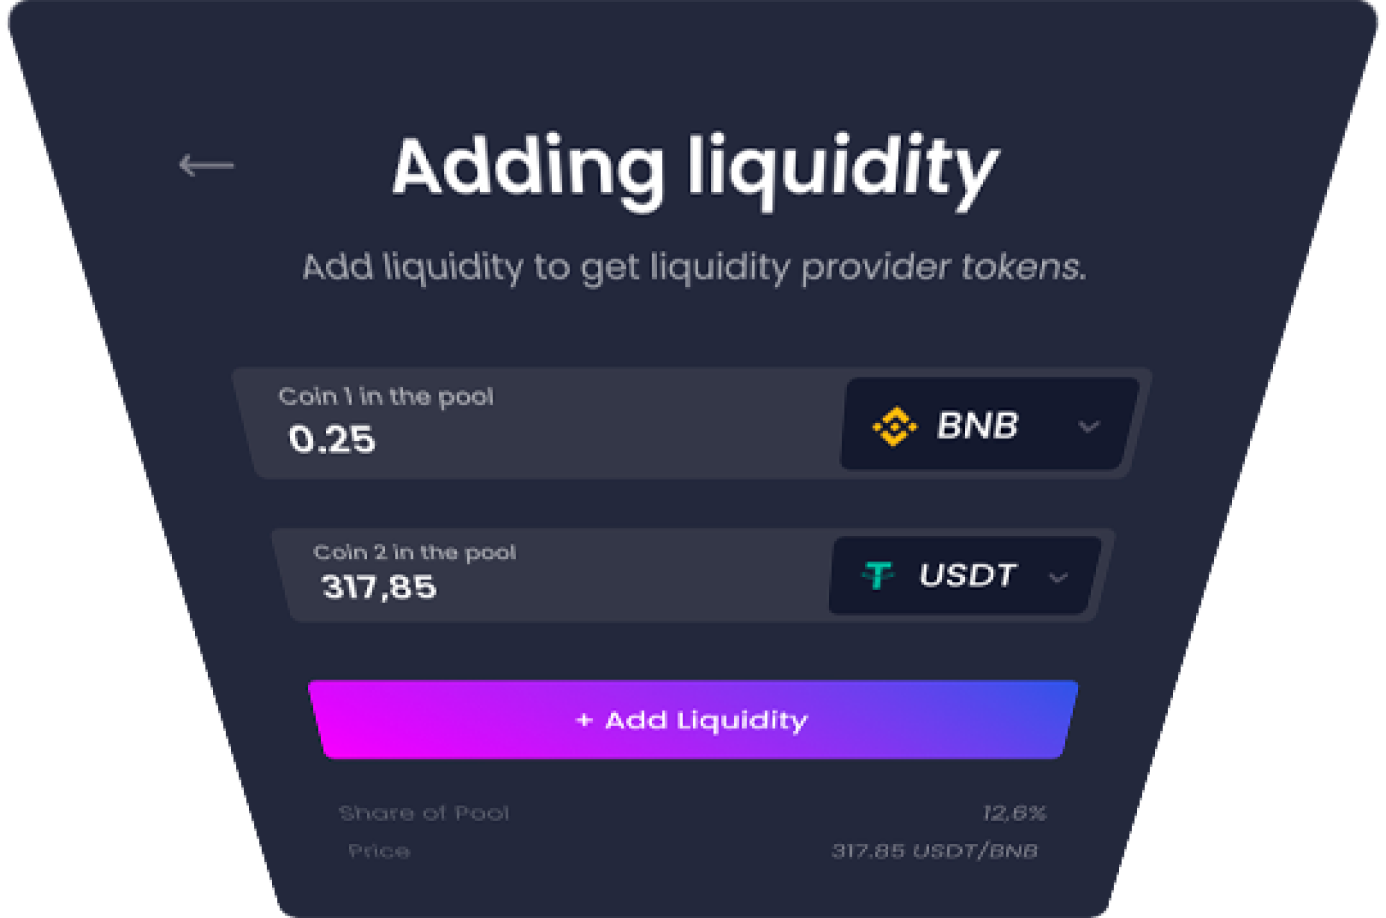 Adding liquidity
Add liquidity to get liquidity provider tokens.
Coin 1 in the pool
0.25
BNB
Coin 2 in the pool
317,85
USDT
+ Add Liquidity
Share of Pool 12,6%
Price 317.85 USDT/BNB